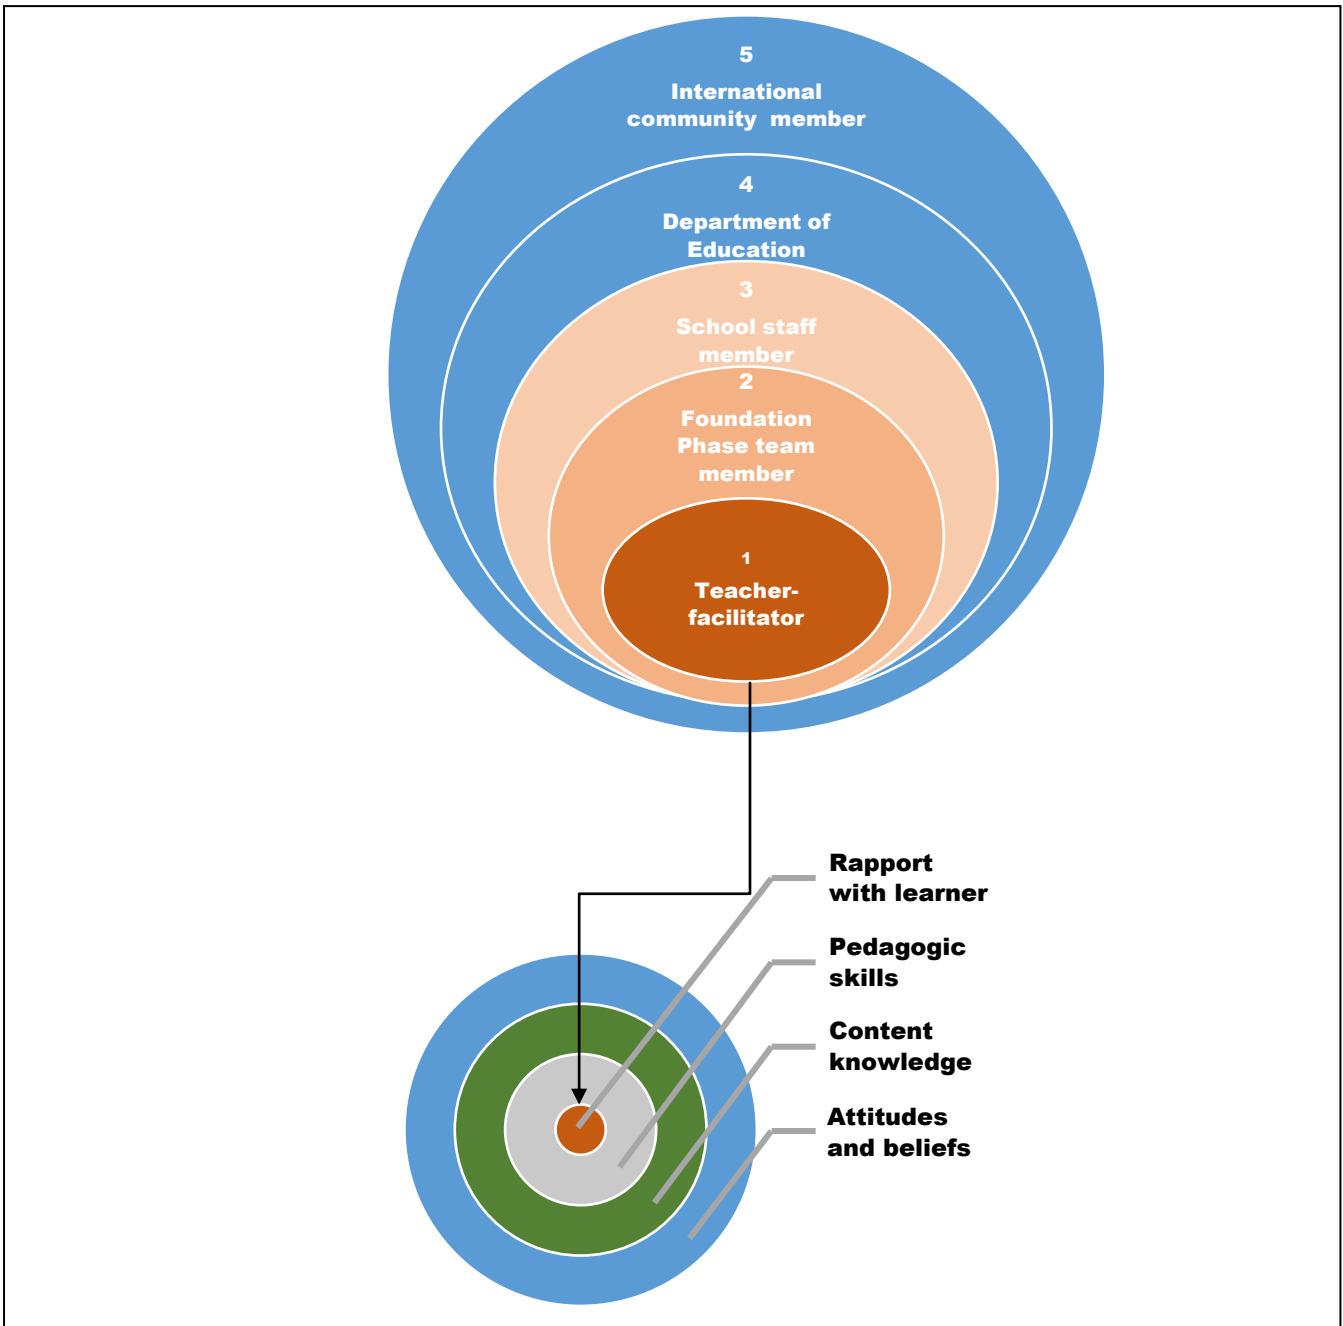 5
International
community member
4
Department of
Education
3
School staff
member
2
Foundation
Phase team
member
1
Teacher-
facilitator
Rapport
with learner
Pedagogic
skills
Content
knowledge
Attitudes
and beliefs